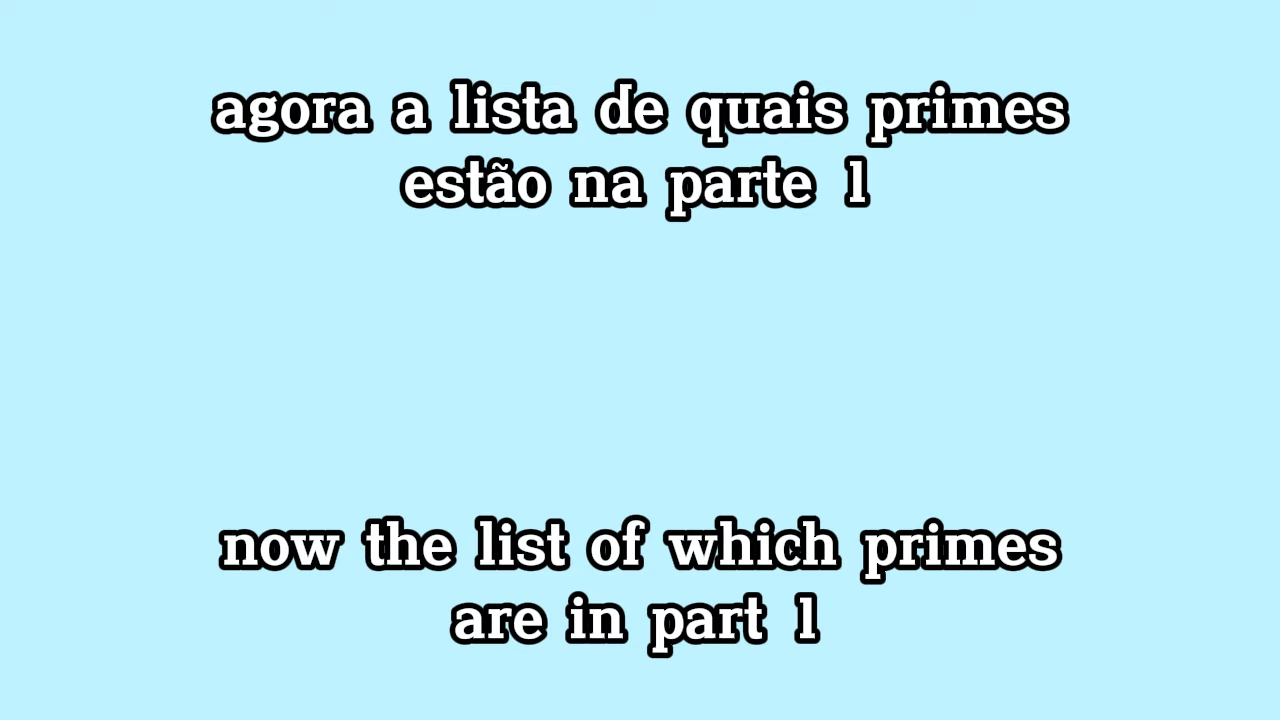 agora a lista de quais primes
estão na parte 1
now the list of which primes
are in part 1